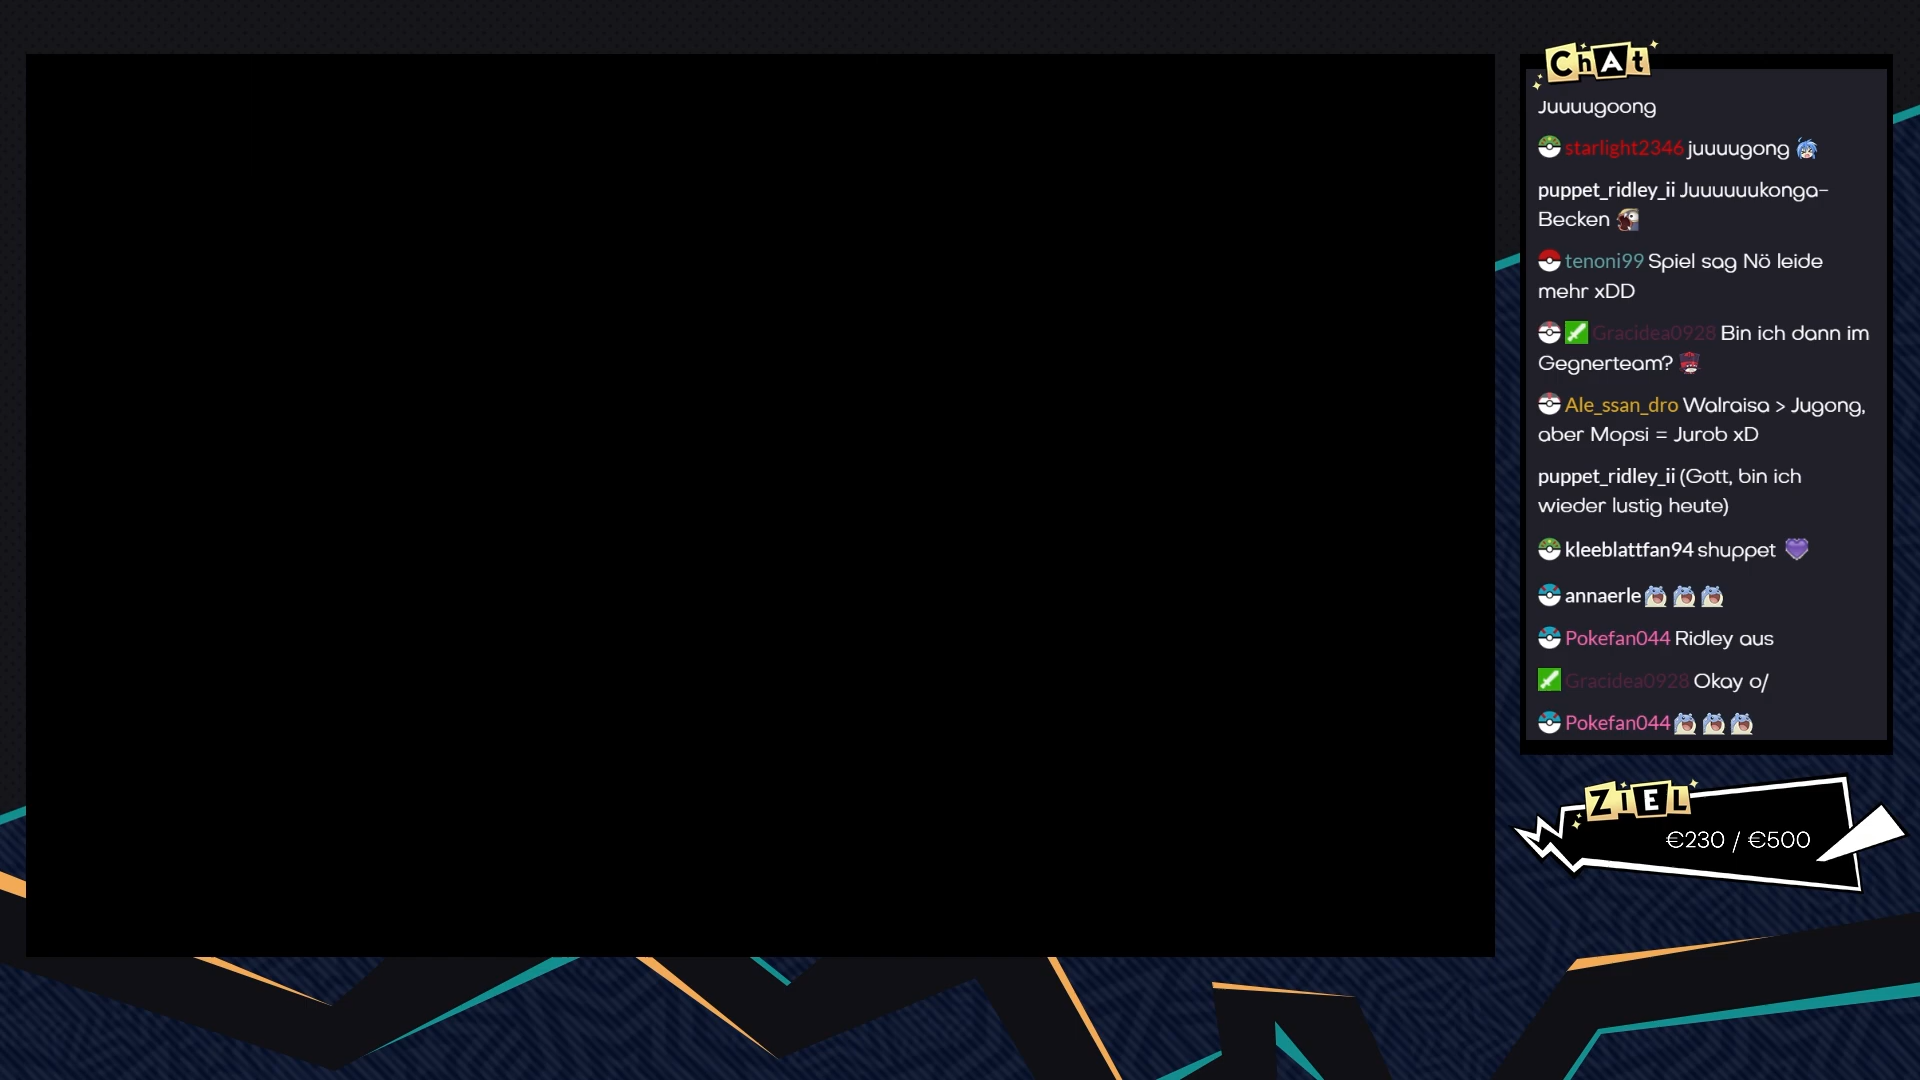 ChAt
Juuuugoong
starlight2346 juuuugong
puppet_ridley_ii Juuuuuukonga-
Becken
tenoni99 Spiel sag Nö leide
mehr xDD
Gracidea0928 Bin ich dann im
Gegnerteam?
Ale_ssan_dro Walraisa > Jugong,
aber Mopsi = Jurob xD
puppet_ridley_ii (Gott, bin ich
wieder lustig heute)
kleeblattfan94 shuppet
annaerle
Pokefan044 Ridley aus
Gracidea0928 Okay o/
Pokefan044
ZiEL
€230 / €500